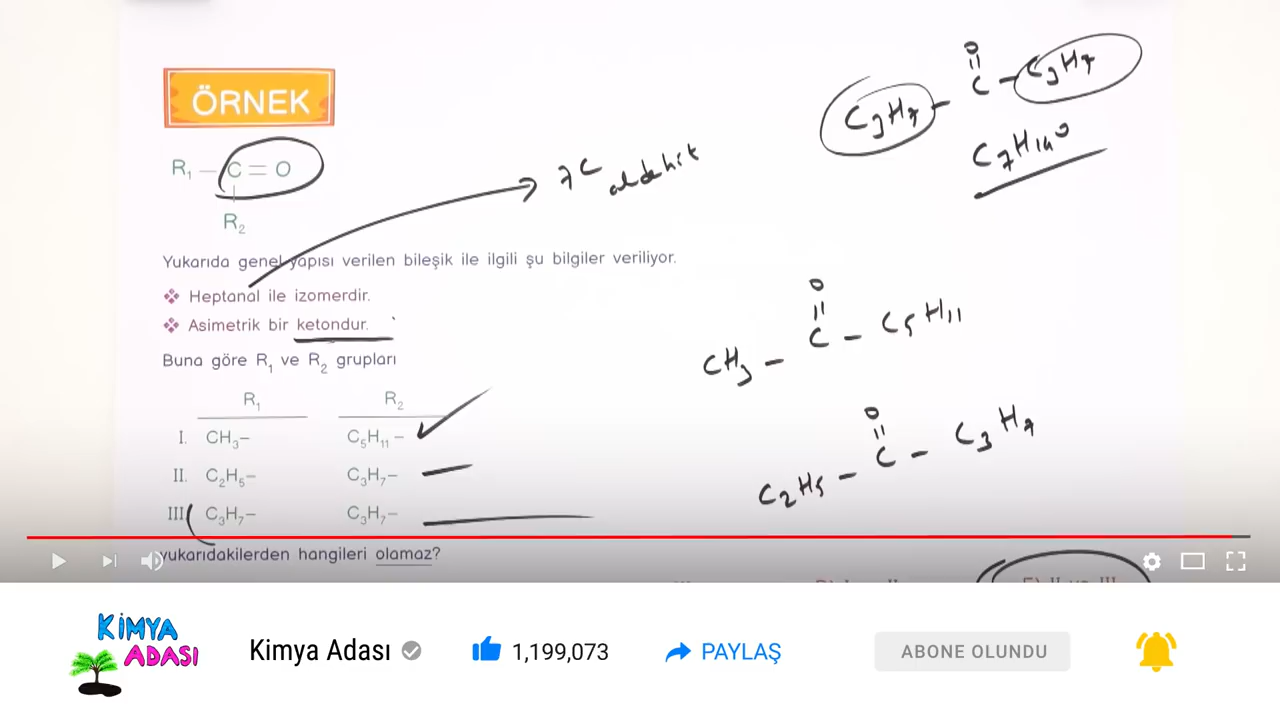 ÖRNEK
R₁ — C = O
R₂
Yukarıda genel yapısı verilen bileşik ile ilgili şu bilgiler veriliyor.
❖ Heptanal ile izomerdir.
❖ Asimetrik bir ketondur.
Buna göre R₁ ve R₂ grupları
R₁ R₂
I. CH₃– C₅H₁₁ –
II. C₂H₅– C₃H₇–
III. C₃H₇– C₃H₇–
yukarıdakilerden hangileri olamaz?
7C aldehit
O
C₃H₇ – C – C₃H₇
C₇H₁₄O
O
CH₃ – C – C₅H₁₁
O
C₂H₅ – C – C₃H₇
E) II ve III
KİMYA ADASI
Kimya Adası
1,199,073
PAYLAŞ
ABONE OLUNDU